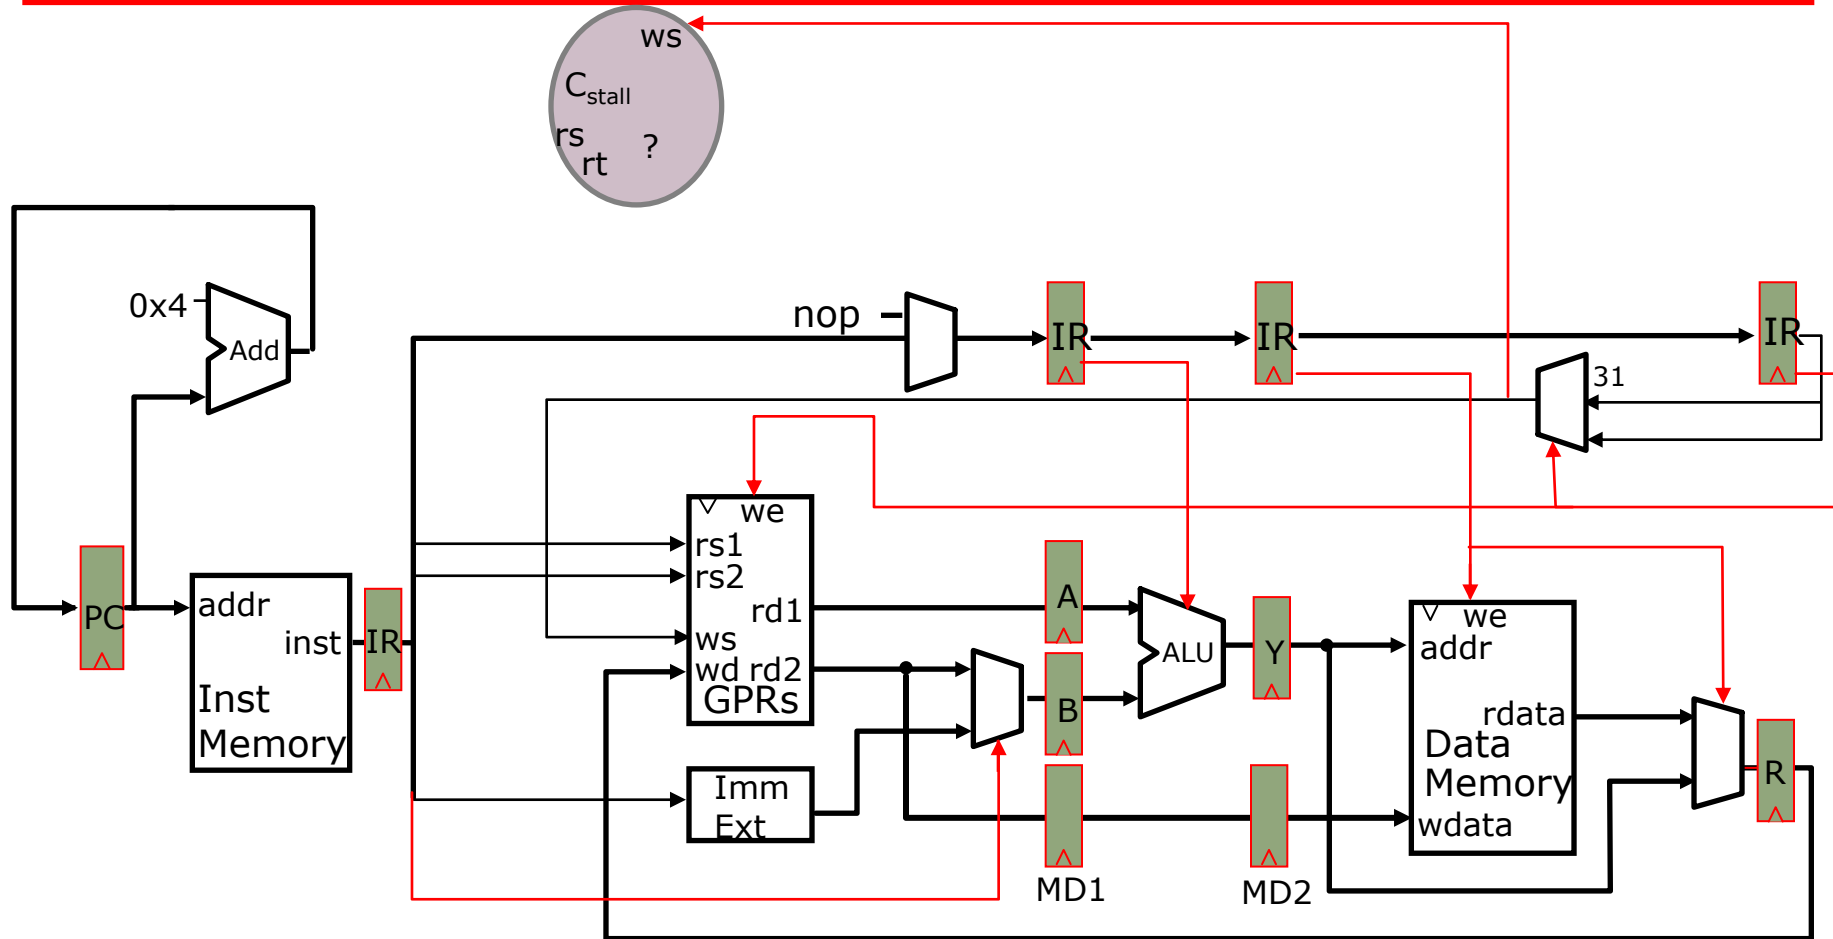 ws
C stall
rs
rt
?
0x4
Add
nop
IR
IR
IR
31
we
rs1
rs2
rd1
ws
wd rd2
GPRs
PC
addr
inst
Inst
Memory
IR
A
B
ALU
Y
we
addr
rdata
Data
Memory
wdata
R
Imm
Ext
MD1
MD2